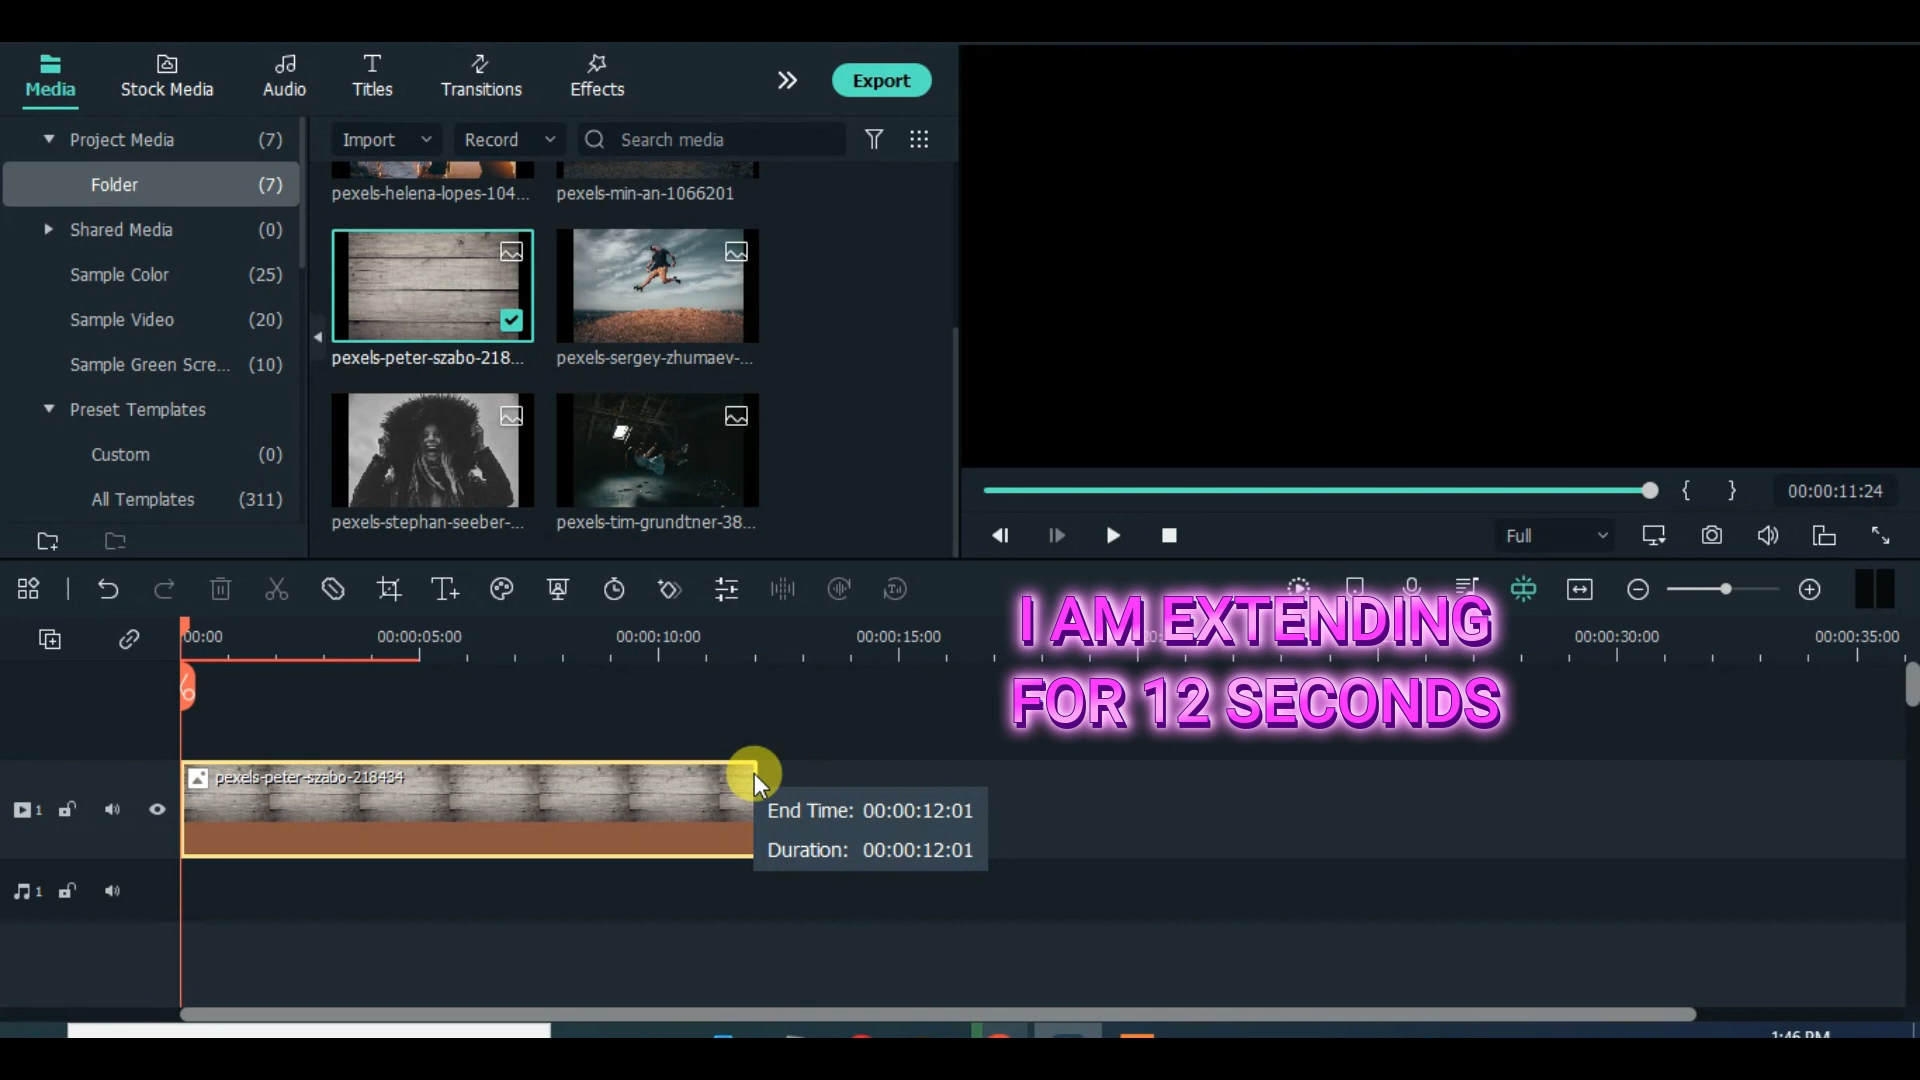 Media
Stock Media
Audio
Titles
Transitions
Effects
Export
Project Media (7)
Folder (7)
Shared Media (0)
Sample Color (25)
Sample Video (20)
Sample Green Scre... (10)
Preset Templates
Custom (0)
All Templates (311)
Import
Record
Search media
pexels-helena-lopes-104...
pexels-min-an-1066201
pexels-peter-szabo-218...
pexels-sergey-zhumaev-...
pexels-stephan-seeber-...
pexels-tim-grundtner-38...
00:00:11:24
Full
00:00
00:00:05:00
00:00:10:00
00:00:15:00
00:00:30:00
00:00:35:00
I AM EXTENDING
FOR 12 SECONDS
pexels-peter-szabo-218434
End Time: 00:00:12:01
Duration: 00:00:12:01
1
1
1:46 PM